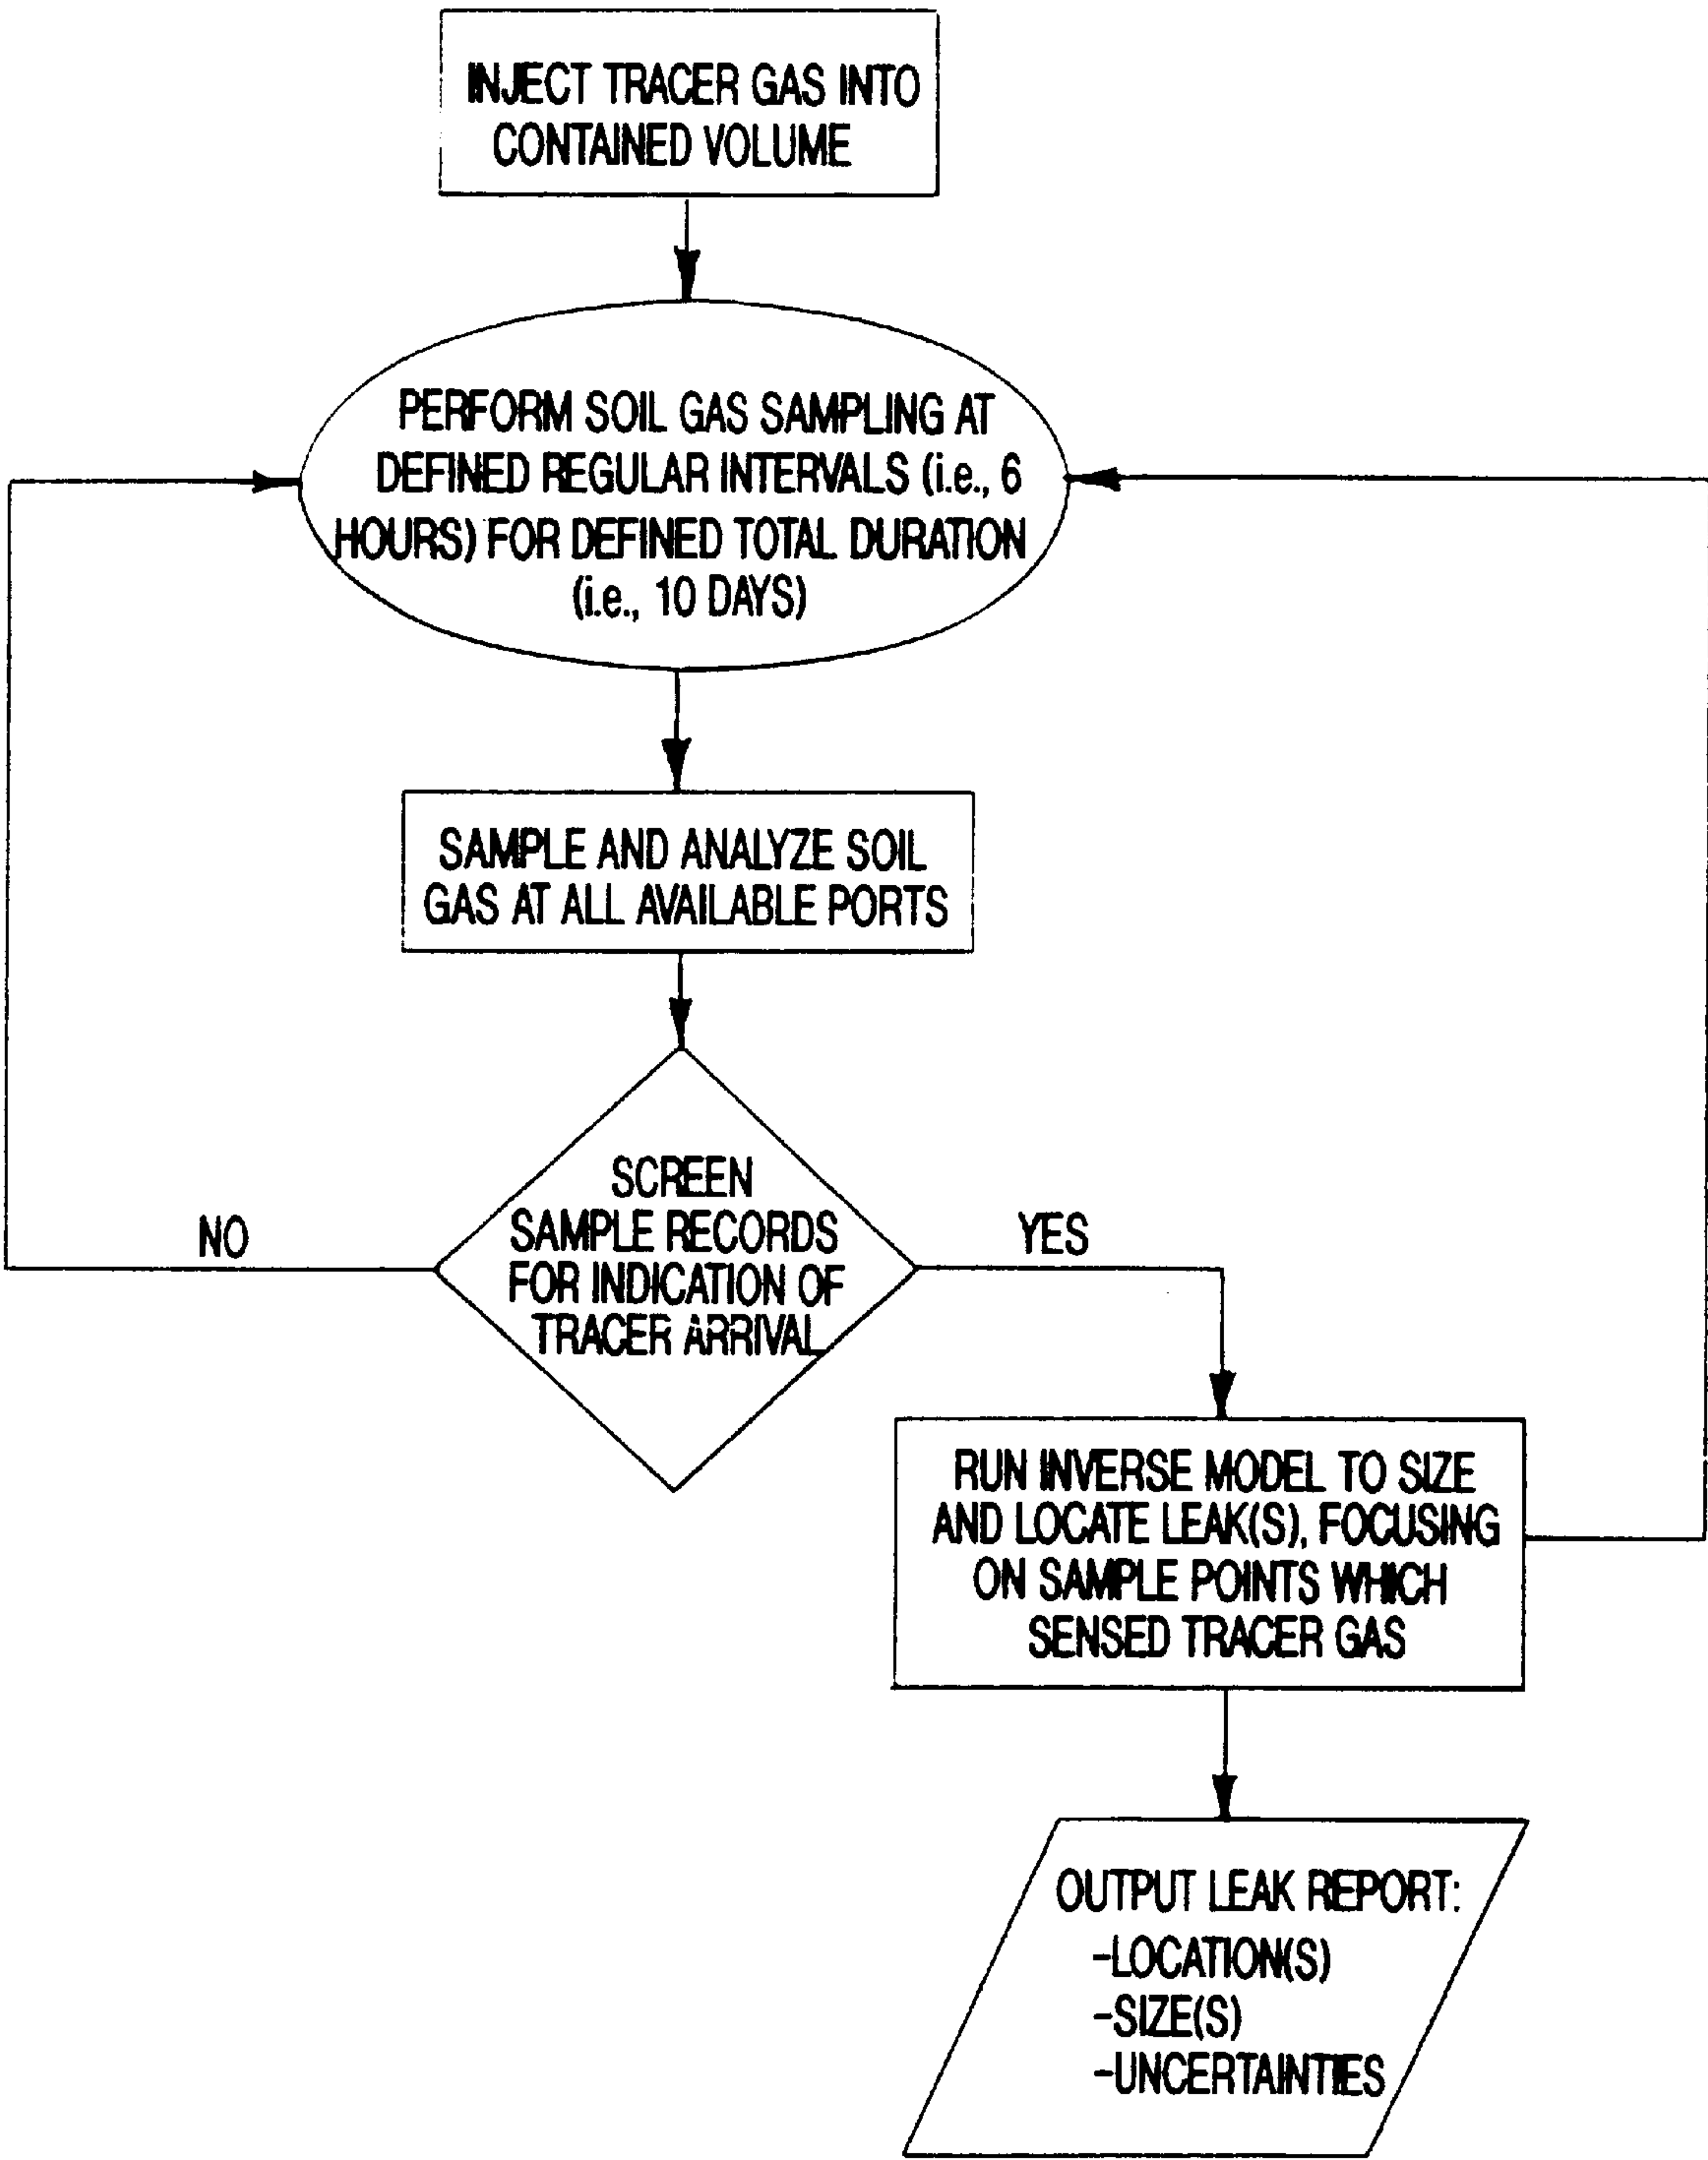 INJECT TRACER GAS INTO
CONTAINED VOLUME
PERFORM SOIL GAS SAMPLING AT
DEFINED REGULAR INTERVALS (i.e., 6
HOURS) FOR DEFINED TOTAL DURATION
(i.e., 10 DAYS)
SAMPLE AND ANALYZE SOIL
GAS AT ALL AVAILABLE PORTS
SCREEN
SAMPLE RECORDS
FOR INDICATION OF
TRACER ARRIVAL
NO
YES
RUN INVERSE MODEL TO SIZE
AND LOCATE LEAK(S), FOCUSING
ON SAMPLE POINTS WHICH
SENSED TRACER GAS
OUTPUT LEAK REPORT:
-LOCATION(S)
-SIZE(S)
-UNCERTAINTIES